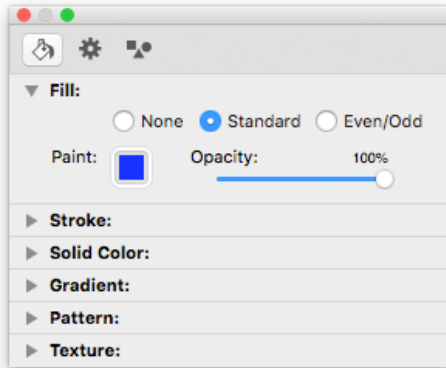 Fill:
None Standard Even/Odd
Paint: Opacity: 100%
Stroke:
Solid Color:
Gradient:
Pattern:
Texture: